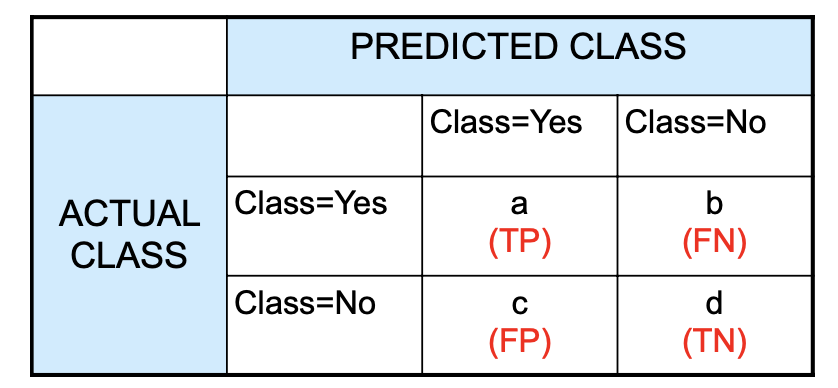 PREDICTED CLASS
Class=Yes Class=No
ACTUAL
CLASS
Class=Yes a b
(TP) (FN)
Class=No c d
(FP) (TN)